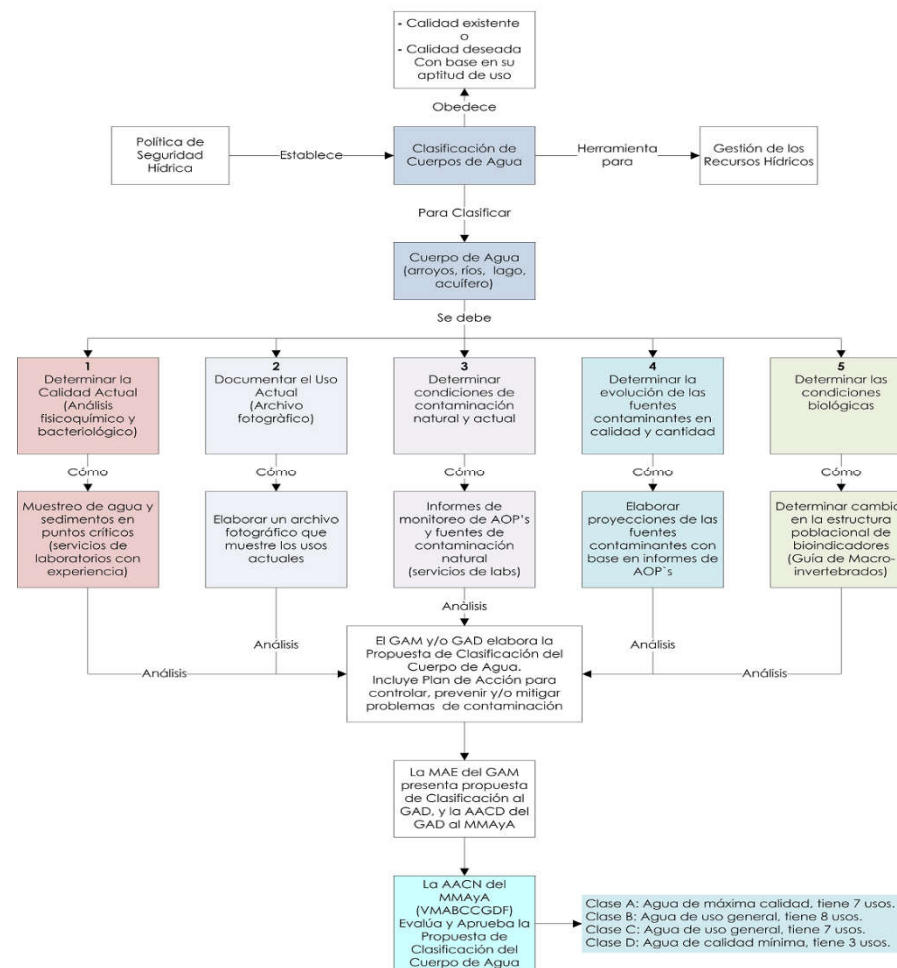 - Calidad existente
o
- Calidad deseada
Con base en su
aptitud de uso
Obedece
Política de
Seguridad
Hídrica
Establece
Clasificación de
Cuerpos de Agua
Herramienta
para
Gestión de los
Recursos Hídricos
Para Clasificar
Cuerpo de Agua
(arroyos, ríos, lago,
acuífero)
Se debe
1
Determinar la
Calidad Actual
(Análisis
fisicoquímico y
bacteriológico)
2
Documentar el Uso
Actual
(Archivo
fotogràfico)
3
Determinar
condiciones de
contaminación
natural y actual
4
Determinar la
evolución de las
fuentes
contaminantes en
calidad y cantidad
5
Determinar las
condiciones
biológicas
Cómo
Cómo
Cómo
Cómo
Cómo
Muestreo de agua y
sedimentos en
puntos críticos
(servicios de
laboratorios con
experiencia)
Elaborar un archivo
fotográfico que
muestre los usos
actuales
Informes de
monitoreo de AOP's
y fuentes de
contaminación
natural
(servicios de labs)
Elaborar
proyecciones de las
fuentes
contaminantes con
base en informes de
AOP`s
Determinar cambio
en la estructura
poblacional de
bioindicadores
(Guía de Macro-
invertebrados)
Anàlisis
Análisis
Análisis
Análisis
Análisis
El GAM y/o GAD elabora la
Propuesta de Clasificación del
Cuerpo de Agua.
Incluye Plan de Acción para
controlar, prevenir y/o mitigar
problemas de contaminación
La MAE del GAM
presenta propuesta
de Clasificación al
GAD, y la AACD del
GAD al MMAyA
La AACN del
MMAyA
(VMABCCGDF)
Evalúa y Aprueba la
Propuesta de
Clasificación del
Cuerpo de Agua
Clase A: Agua de máxima calidad, tiene 7 usos.
Clase B: Agua de uso general, tiene 8 usos.
Clase C: Agua de uso general, tiene 7 usos.
Clase D: Agua de calidad mínima, tiene 3 usos.